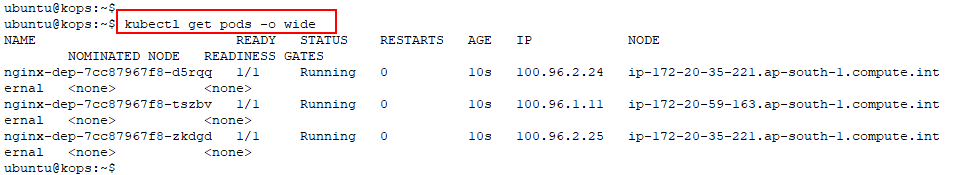 ubuntu@kops:~$
ubuntu@kops:~$ kubectl get pods -o wide
NAME READY STATUS RESTARTS AGE IP NODE
NOMINATED NODE READINESS GATES
nginx-dep-7cc87967f8-d5rqq 1/1 Running 0 10s 100.96.2.24 ip-172-20-35-221.ap-south-1.compute.int
ernal <none> <none>
nginx-dep-7cc87967f8-tszbv 1/1 Running 0 10s 100.96.1.11 ip-172-20-59-163.ap-south-1.compute.int
ernal <none> <none>
nginx-dep-7cc87967f8-zkdgd 1/1 Running 0 10s 100.96.2.25 ip-172-20-35-221.ap-south-1.compute.int
ernal <none> <none>
ubuntu@kops:~$